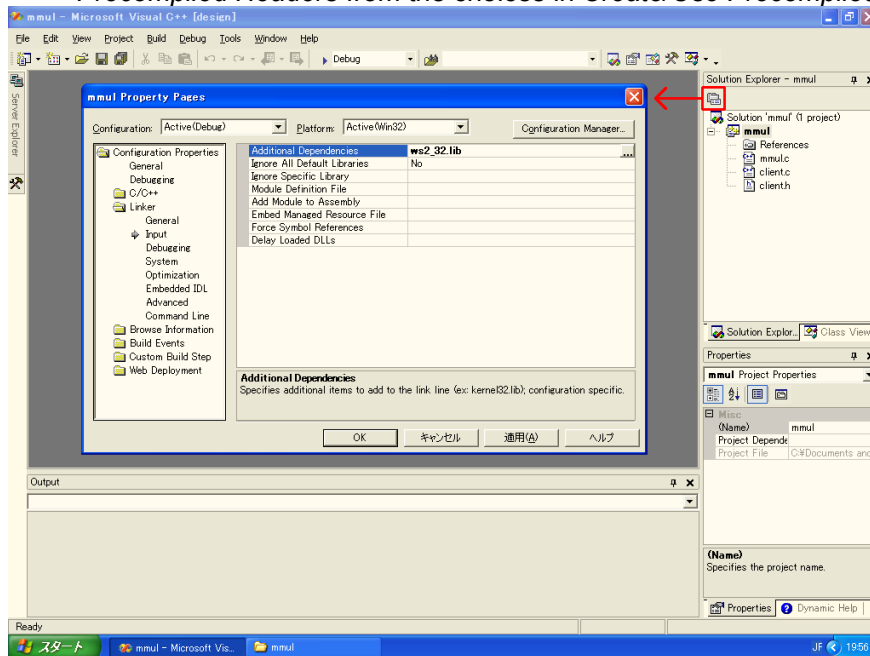 Precompiled Headers from the choices in Create/Use Precompiled
mmul - Microsoft Visual C++ [design]
File Edit View Project Build Debug Tools Window Help
Debug
Server Explorer
mmul Property Pages
Configuration: Active(Debug) Platform: Active(Win32) Configuration Manager...
Configuration Properties
General
Debugging
C/C++
Linker
General
Input
Debugging
System
Optimization
Embedded IDL
Advanced
Command Line
Browse Information
Build Events
Custom Build Step
Web Deployment
Additional Dependencies ws2_32.lib ...
Ignore All Default Libraries No
Ignore Specific Library
Module Definition File
Add Module to Assembly
Embed Managed Resource File
Force Symbol References
Delay Loaded DLLs
Additional Dependencies
Specifies additional items to add to the link line (ex: kernel32.lib); configuration specific.
OK キャンセル 適用(A) ヘルプ
Solution Explorer - mmul
Solution 'mmul' (1 project)
mmul
References
mmul.c
client.c
client.h
Solution Explor... Class View
Properties
mmul Project Properties
Misc
(Name) mmul
Project Depende
Project File C:¥Documents and
(Name)
Specifies the project name.
Properties Dynamic Help
Output
Ready
スタート mmul - Microsoft Vis... mmul JF 19:56